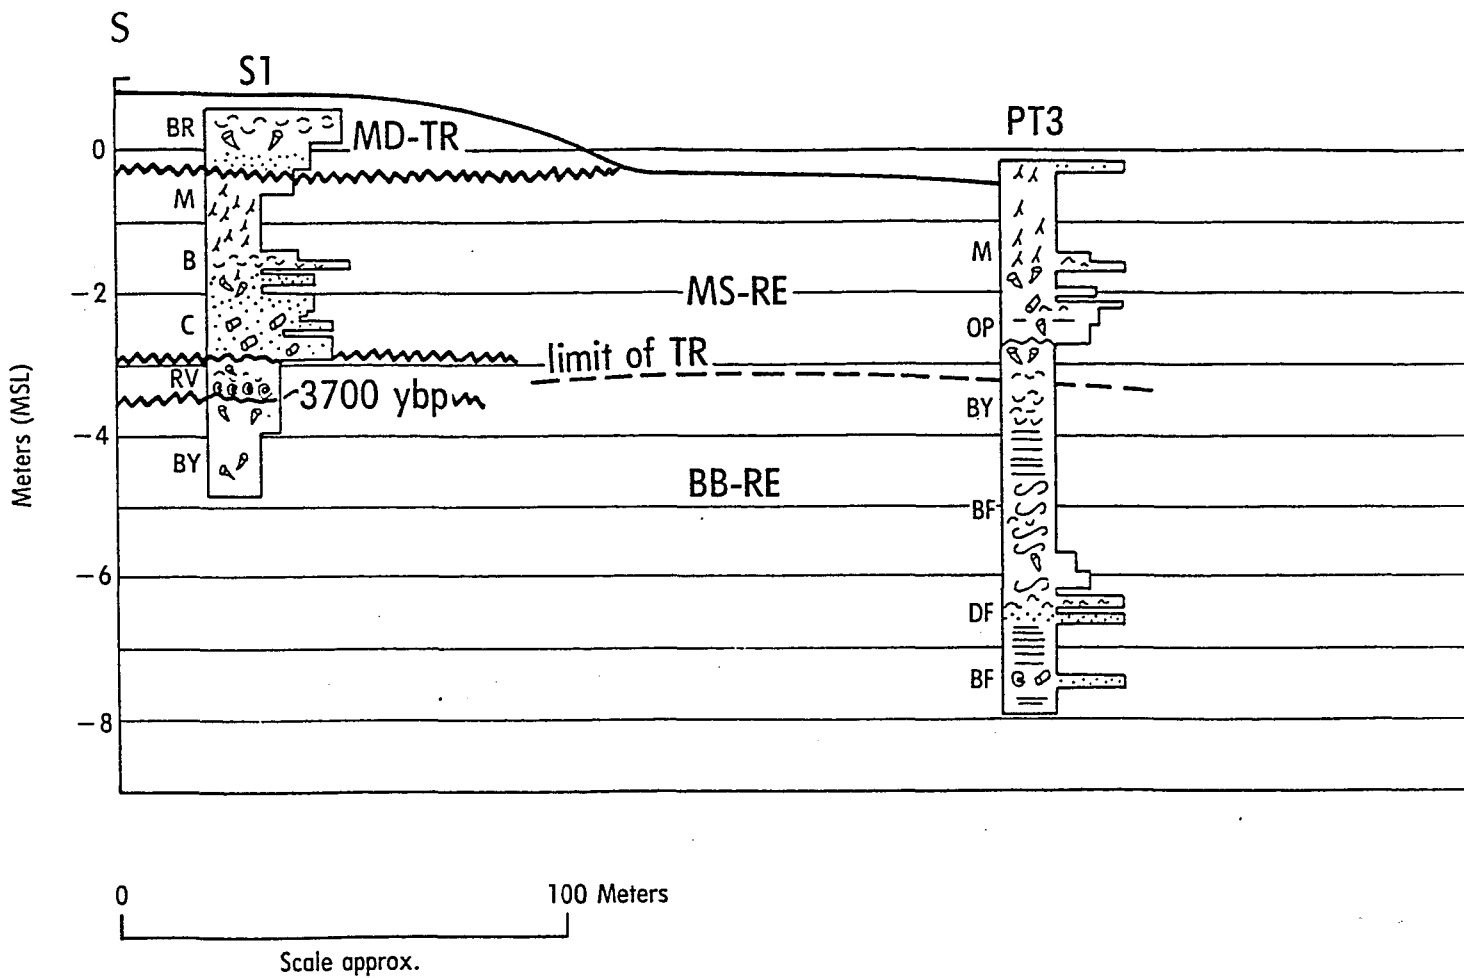 S
S1
PT3
BR
MD-TR
0
M
M
B
-2
MS-RE
C
OP
limit of TR
RV
3700 ybp
BY
-4
BY
BB-RE
BF
-6
DF
BF
-8
Meters (MSL)
0
100 Meters
Scale approx.